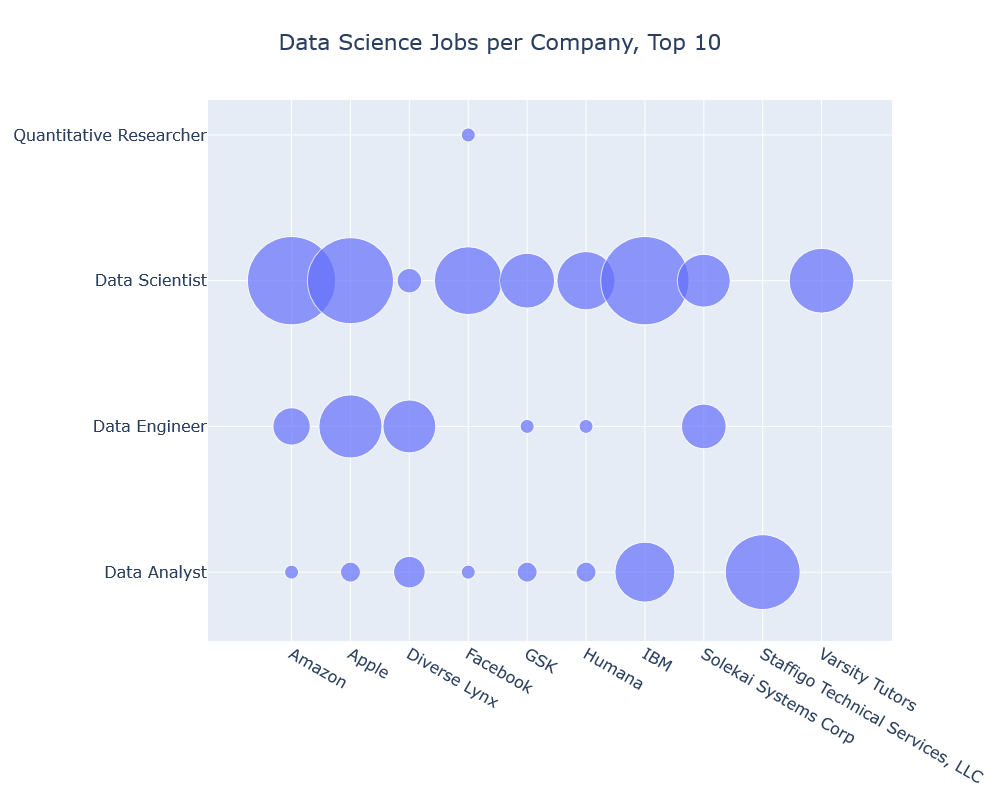 Data Science Jobs per Company, Top 10
Quantitative Researcher
Data Scientist
Data Engineer
Data Analyst
Amazon
Apple
Diverse Lynx
Facebook
GSK
Humana
IBM
Solekai Systems Corp
Staffigo Technical Services, LLC
Varsity Tutors